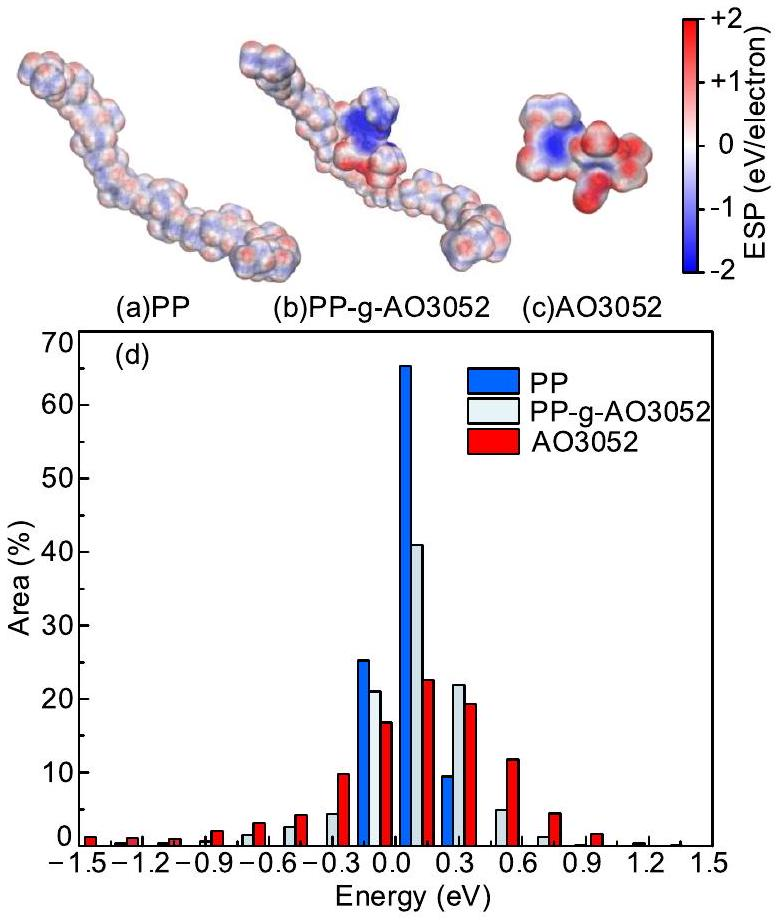 +2
+1
0
-1
-2
ESP (eV/electron)
(a)PP
(b)PP-g-AO3052
(c)AO3052
(d)
PP
PP-g-AO3052
AO3052
70
60
50
40
30
20
10
0
Area (%)
−1.5 −1.2 −0.9 −0.6 −0.3 0.0 0.3 0.6 0.9 1.2 1.5
Energy (eV)